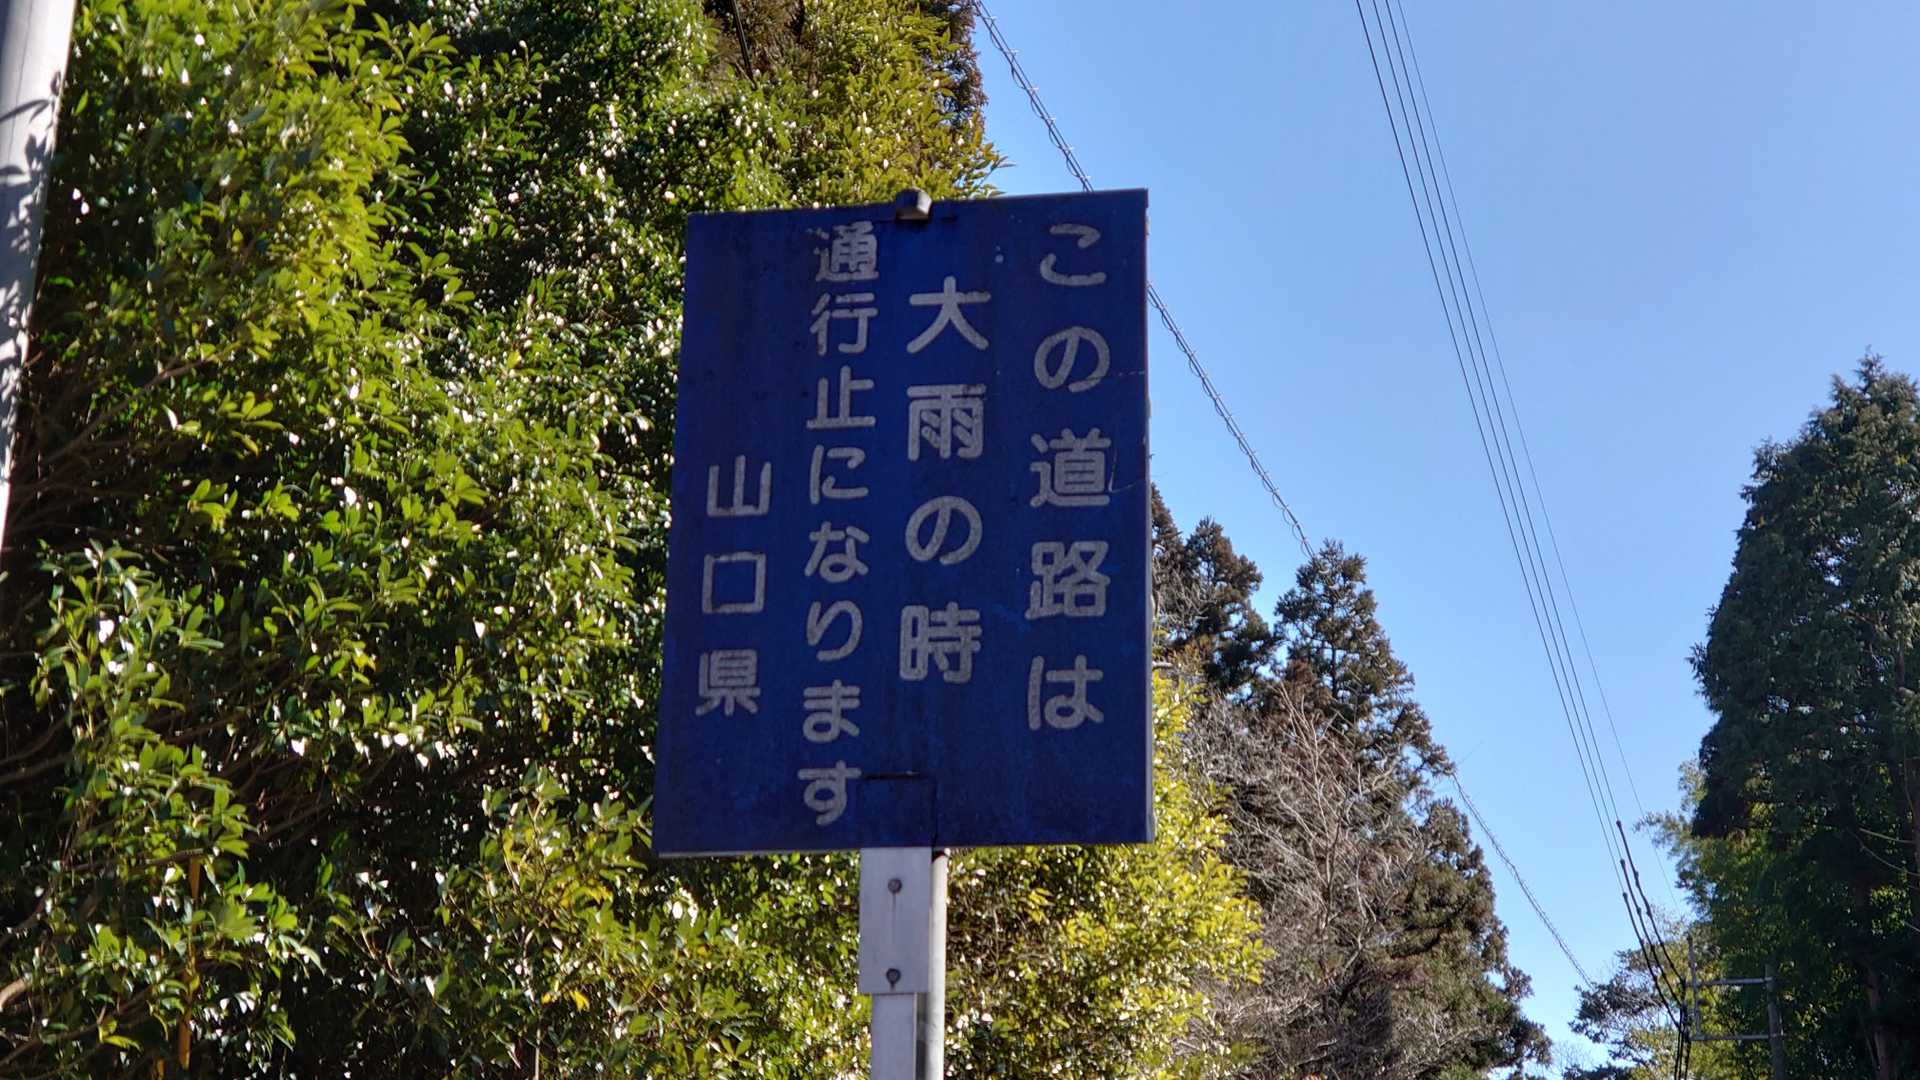 この道路は
大雨の時
通行止になります
山口県